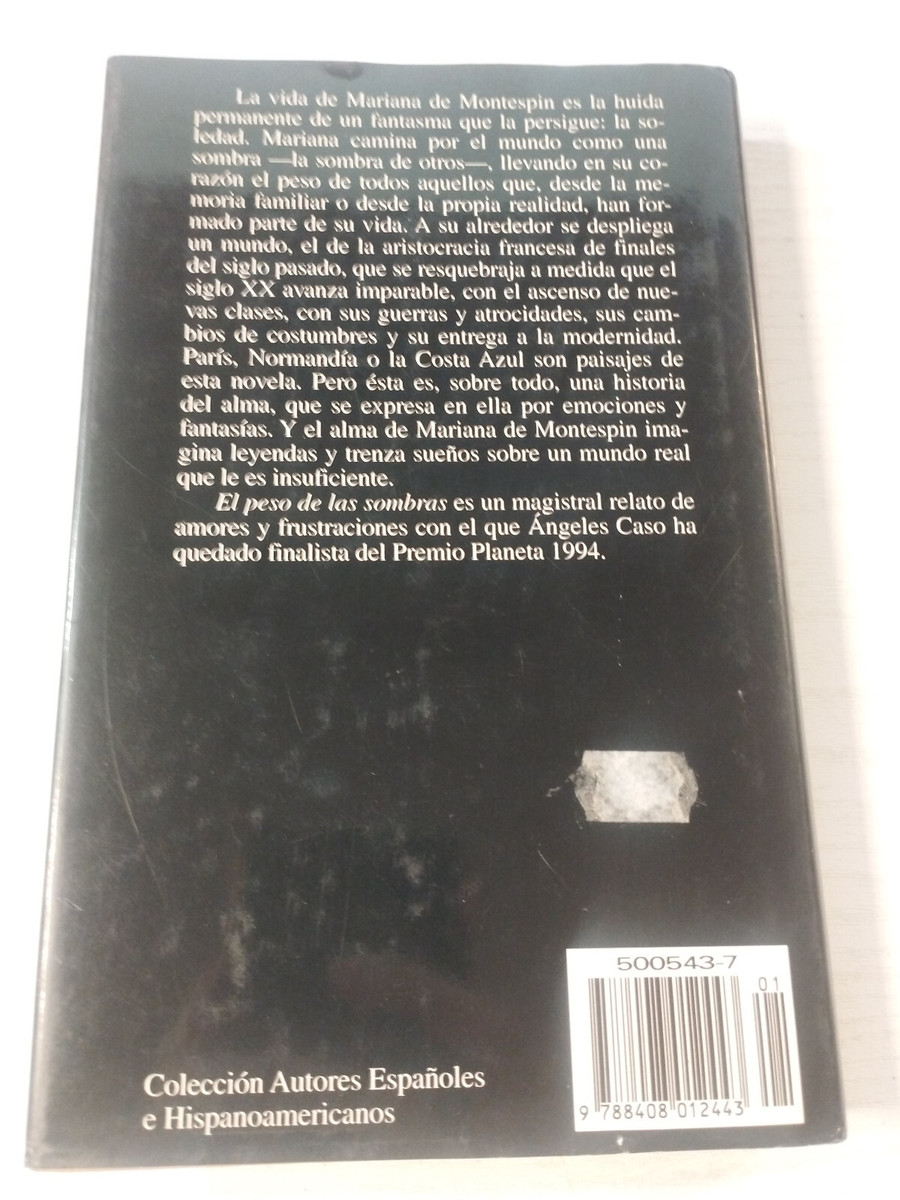 La vida de Mariana de Montespin es la huida
permanente de un fantasma que la persigue: la so-
ledad. Mariana camina por el mundo como una
sombra —la sombra de otros—, llevando en su co-
razón el peso de todos aquellos que, desde la me-
moria familiar o desde la propia realidad, han for-
mado parte de su vida. A su alrededor se despliega
un mundo, el de la aristocracia francesa de finales
del siglo pasado, que se resquebraja a medida que el
siglo XX avanza imparable, con el ascenso de nue-
vas clases, con sus guerras y atrocidades, sus cam-
bios de costumbres y su entrega a la modernidad.
París, Normandía o la Costa Azul son paisajes de
esta novela. Pero ésta es, sobre todo, una historia
del alma, que se expresa en ella por emociones y
fantasías. Y el alma de Mariana de Montespin ima-
gina leyendas y trenza sueños sobre un mundo real
que le es insuficiente.
El peso de las sombras es un magistral relato de
amores y frustraciones con el que Ángeles Caso ha
quedado finalista del Premio Planeta 1994.
500543-7
01
9 788408 012443
Colección Autores Españoles
e Hispanoamericanos